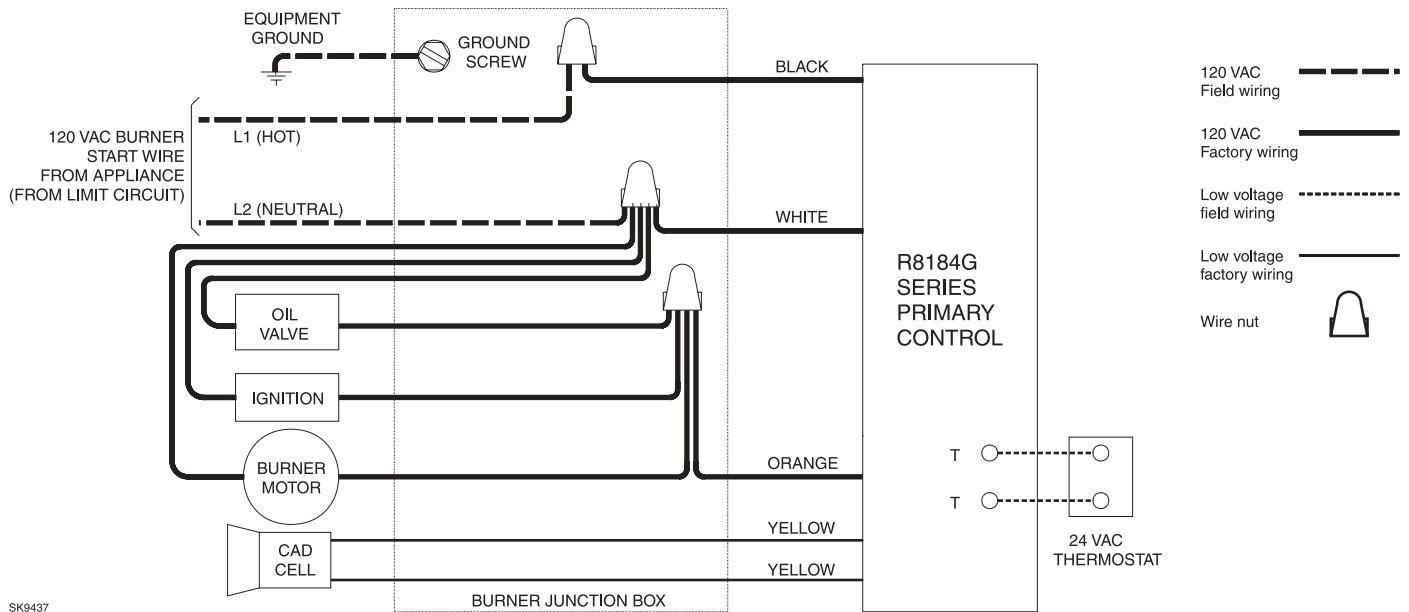 EQUIPMENT
GROUND
GROUND
SCREW
BLACK
120 VAC BURNER
START WIRE
FROM APPLIANCE
(FROM LIMIT CIRCUIT)
L1 (HOT)
L2 (NEUTRAL)
WHITE
OIL
VALVE
IGNITION
BURNER
MOTOR
ORANGE
CAD
CELL
YELLOW
YELLOW
BURNER JUNCTION BOX
R8184G
SERIES
PRIMARY
CONTROL
T
T
24 VAC
THERMOSTAT
120 VAC
Field wiring
120 VAC
Factory wiring
Low voltage
field wiring
Low voltage
factory wiring
Wire nut
SK9437